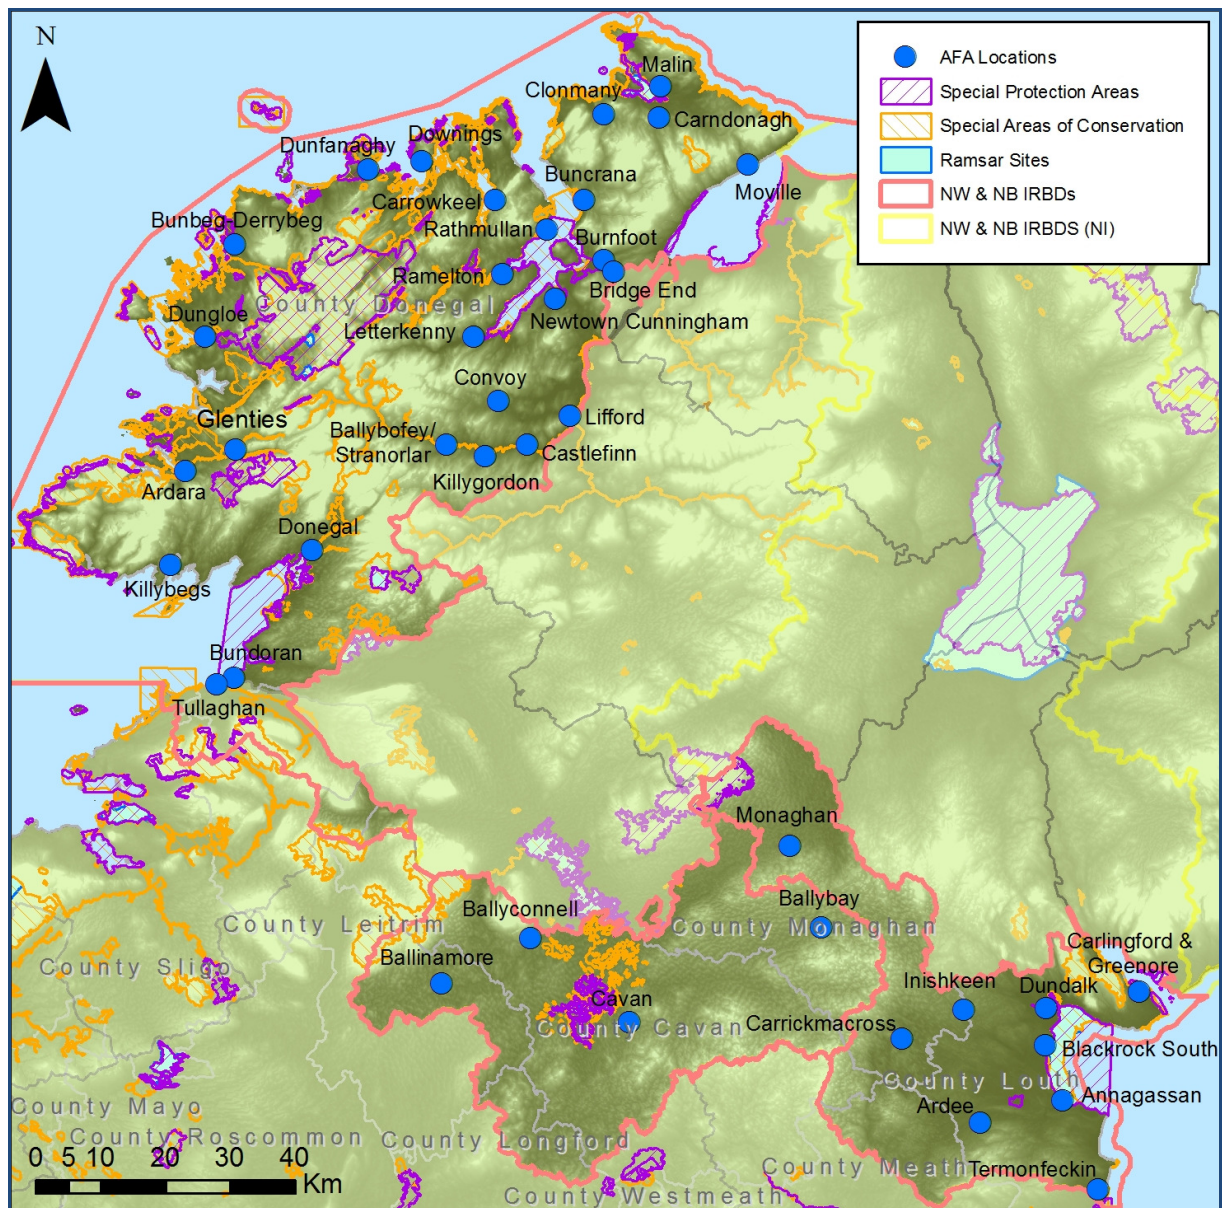 N
AFA Locations
Special Protection Areas
Special Areas of Conservation
Ramsar Sites
NW & NB IRBDs
NW & NB IRBDS (NI)
Malin
Clonmany
Carndonagh
Downings
Dunfanaghy
Buncrana
Moville
Carrowkeel
Bunbeg-Derrybeg
Rathmullan
Burnfoot
Ramelton
Bridge End
County Donegal
Dungloe
Newtown Cunningham
Letterkenny
Convoy
Glenties
Lifford
Ballybofey/
Stranorlar
Castlefinn
Killygordon
Ardara
Donegal
Killybegs
Bundoran
Tullaghan
Monaghan
Ballybay
Ballyconnell
County Leitrim
County Monaghan
Carlingford &
Greenore
Ballinamore
County Sligo
Inishkeen
Dundalk
Cavan
Carrickmacross
County Cavan
Blackrock South
County Louth
Annagassan
Ardee
County Mayo
County Roscommon
County Longford
County Meath
Termonfeckin
County Westmeath
0 5 10 20 30 40
Km